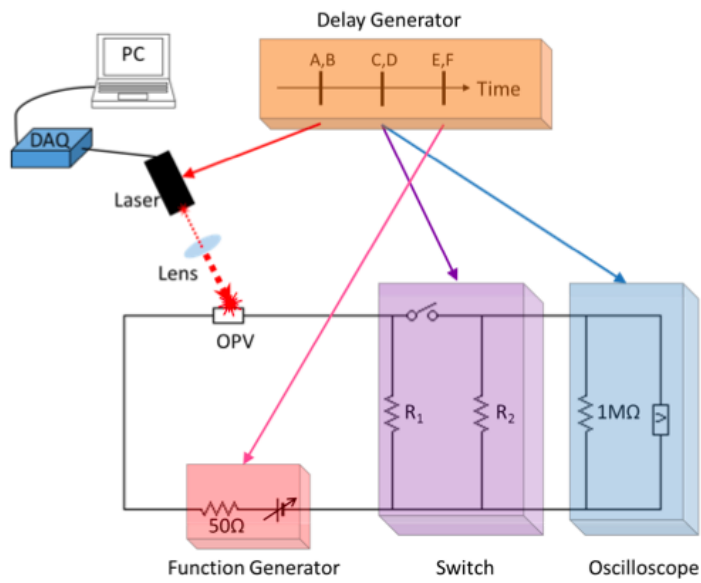 Delay Generator
PC
A,B
C,D
E,F
Time
DAQ
Laser
Lens
OPV
R1
R2
1MΩ
V
50Ω
Function Generator
Switch
Oscilloscope